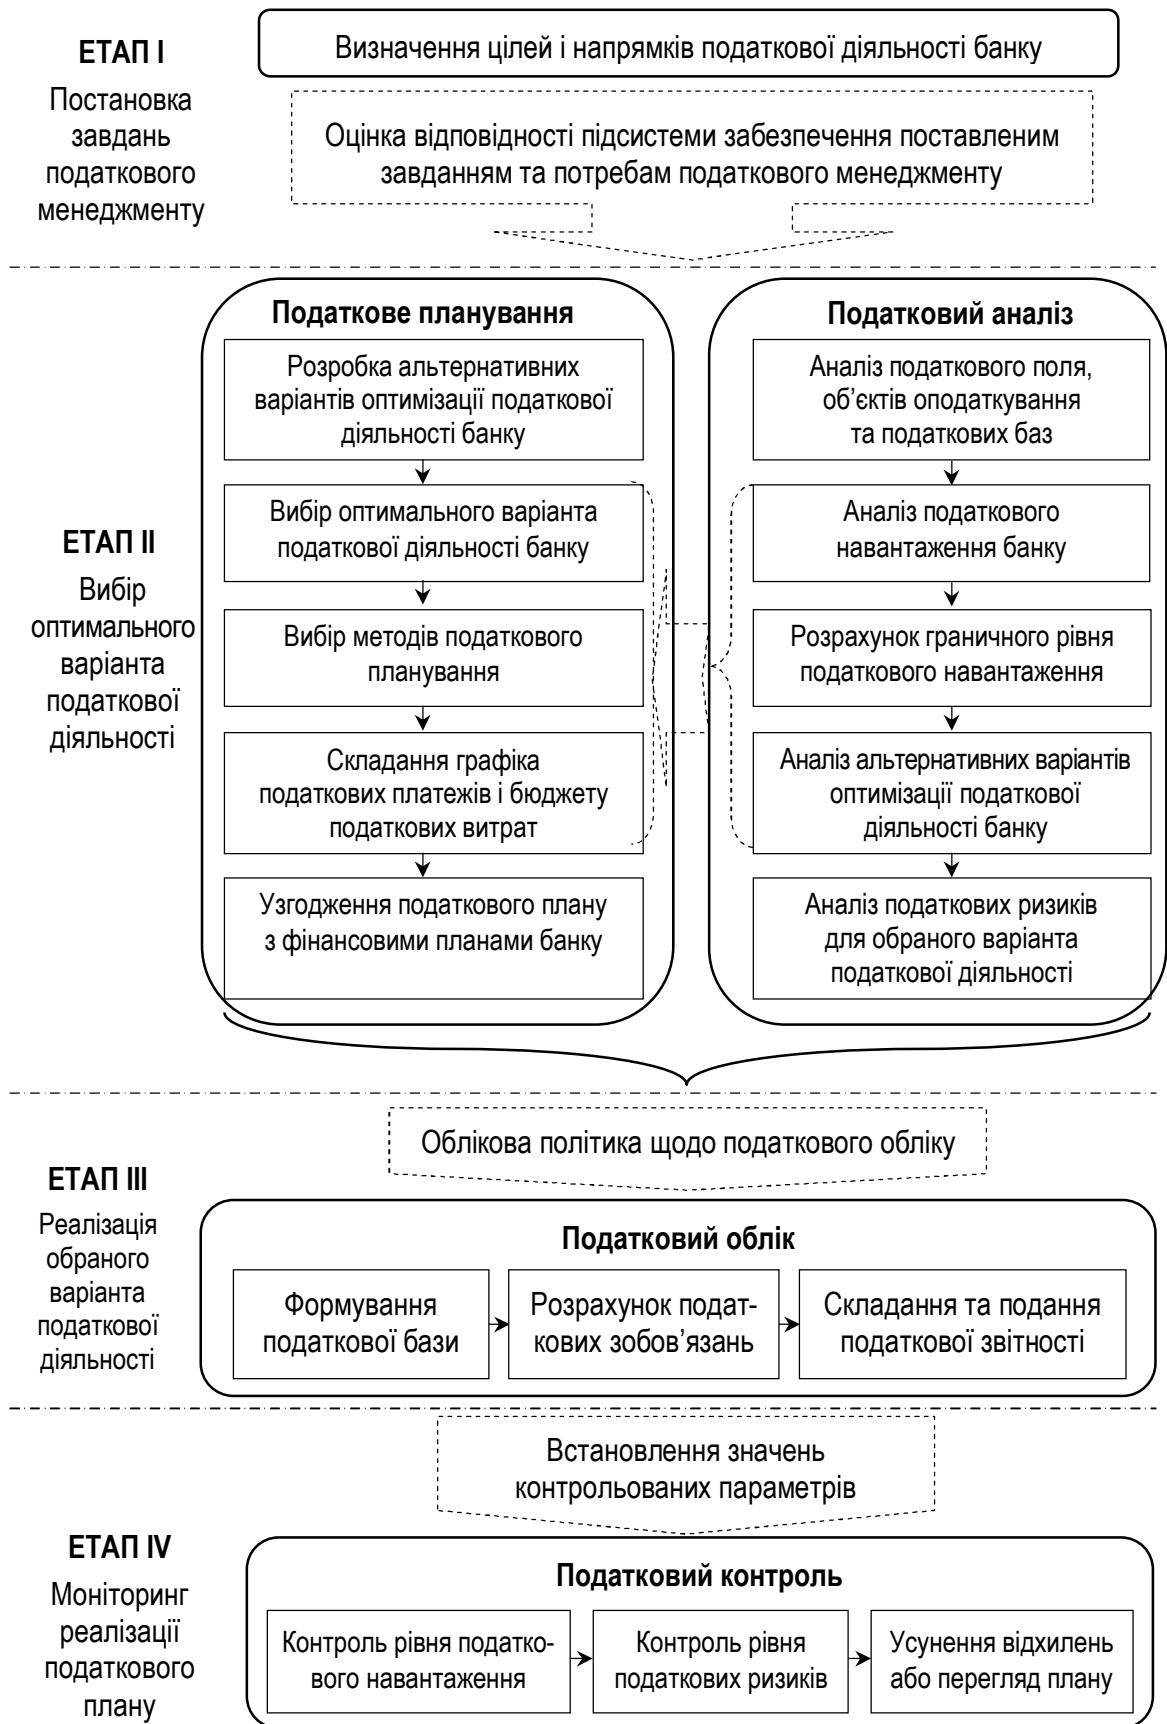 ЕТАП I
Постановка
завдань
податкового
менеджменту
Визначення цілей і напрямків податкової діяльності банку
Оцінка відповідності підсистеми забезпечення поставленим
завданням та потребам податкового менеджменту
ЕТАП II
Вибір
оптимального
варіанта
податкової
діяльності
Податкове планування
Розробка альтернативних
варіантів оптимізації податкової
діяльності банку
Вибір оптимального варіанта
податкової діяльності банку
Вибір методів податкового
планування
Складання графіка
податкових платежів і бюджету
податкових витрат
Узгодження податкового плану
з фінансовими планами банку
Податковий аналіз
Аналіз податкового поля,
об’єктів оподаткування
та податкових баз
Аналіз податкового
навантаження банку
Розрахунок граничного рівня
податкового навантаження
Аналіз альтернативних варіантів
оптимізації податкової
діяльності банку
Аналіз податкових ризиків
для обраного варіанта
податкової діяльності
ЕТАП III
Реалізація
обраного
варіанта
податкової
діяльності
Облікова політика щодо податкового обліку
Податковий облік
Формування
податкової бази
Розрахунок подат-
кових зобов’язань
Складання та подання
податкової звітності
ЕТАП IV
Моніторинг
реалізації
податкового
плану
Встановлення значень
контрольованих параметрів
Податковий контроль
Контроль рівня податко-
вого навантаження
Контроль рівня
податкових ризиків
Усунення відхилень
або перегляд плану